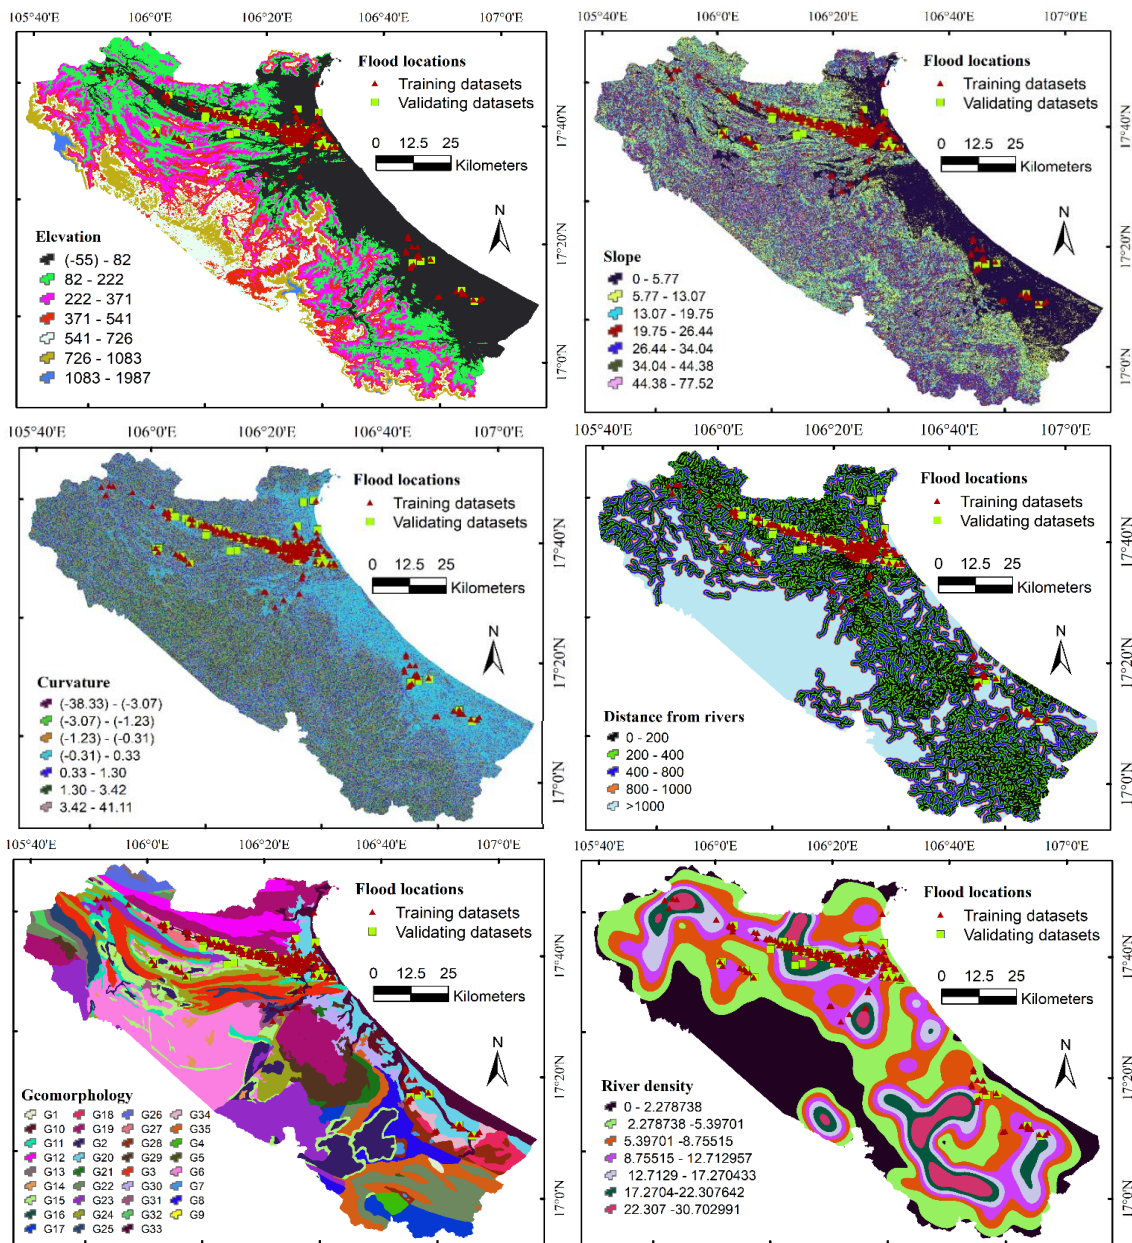 105°40'E 106°0'E 106°20'E 106°40'E 107°0'E
Flood locations
Training datasets
Validating datasets
0 12.5 25
Kilometers
N
17°40'N
17°20'N
17°0'N
Elevation
(-55) - 82
82 - 222
222 - 371
371 - 541
541 - 726
726 - 1083
1083 - 1987
105°40'E 106°0'E 106°20'E 106°40'E 107°0'E
Flood locations
Training datasets
Validating datasets
0 12.5 25
Kilometers
N
17°40'N
17°20'N
17°0'N
Slope
0 - 5.77
5.77 - 13.07
13.07 - 19.75
19.75 - 26.44
26.44 - 34.04
34.04 - 44.38
44.38 - 77.52
105°40'E 106°0'E 106°20'E 106°40'E 107°0'E
Flood locations
Training datasets
Validating datasets
0 12.5 25
Kilometers
N
17°40'N
17°20'N
17°0'N
Curvature
(-38.33) - (-3.07)
(-3.07) - (-1.23)
(-1.23) - (-0.31)
(-0.31) - 0.33
0.33 - 1.30
1.30 - 3.42
3.42 - 41.11
105°40'E 106°0'E 106°20'E 106°40'E 107°0'E
Flood locations
Training datasets
Validating datasets
0 12.5 25
Kilometers
N
17°40'N
17°20'N
17°0'N
Distance from rivers
0 - 200
200 - 400
400 - 800
800 - 1000
>1000
105°40'E 106°0'E 106°20'E 106°40'E 107°0'E
Flood locations
Training datasets
Validating datasets
0 12.5 25
Kilometers
N
17°40'N
17°20'N
17°0'N
Geomorphology
G1 G18 G26 G34
G10 G19 G27 G35
G11 G2 G28 G4
G12 G20 G29 G5
G13 G21 G3 G6
G14 G22 G30 G7
G15 G23 G31 G8
G16 G24 G32 G9
G17 G25 G33
105°40'E 106°0'E 106°20'E 106°40'E 107°0'E
Flood locations
Training datasets
Validating datasets
0 12.5 25
Kilometers
N
17°40'N
17°20'N
17°0'N
River density
0 - 2.278738
2.278738 -5.39701
5.39701 -8.75515
8.75515 -12.712957
12.7129 -17.270433
17.2704-22.307642
22.307 -30.702991